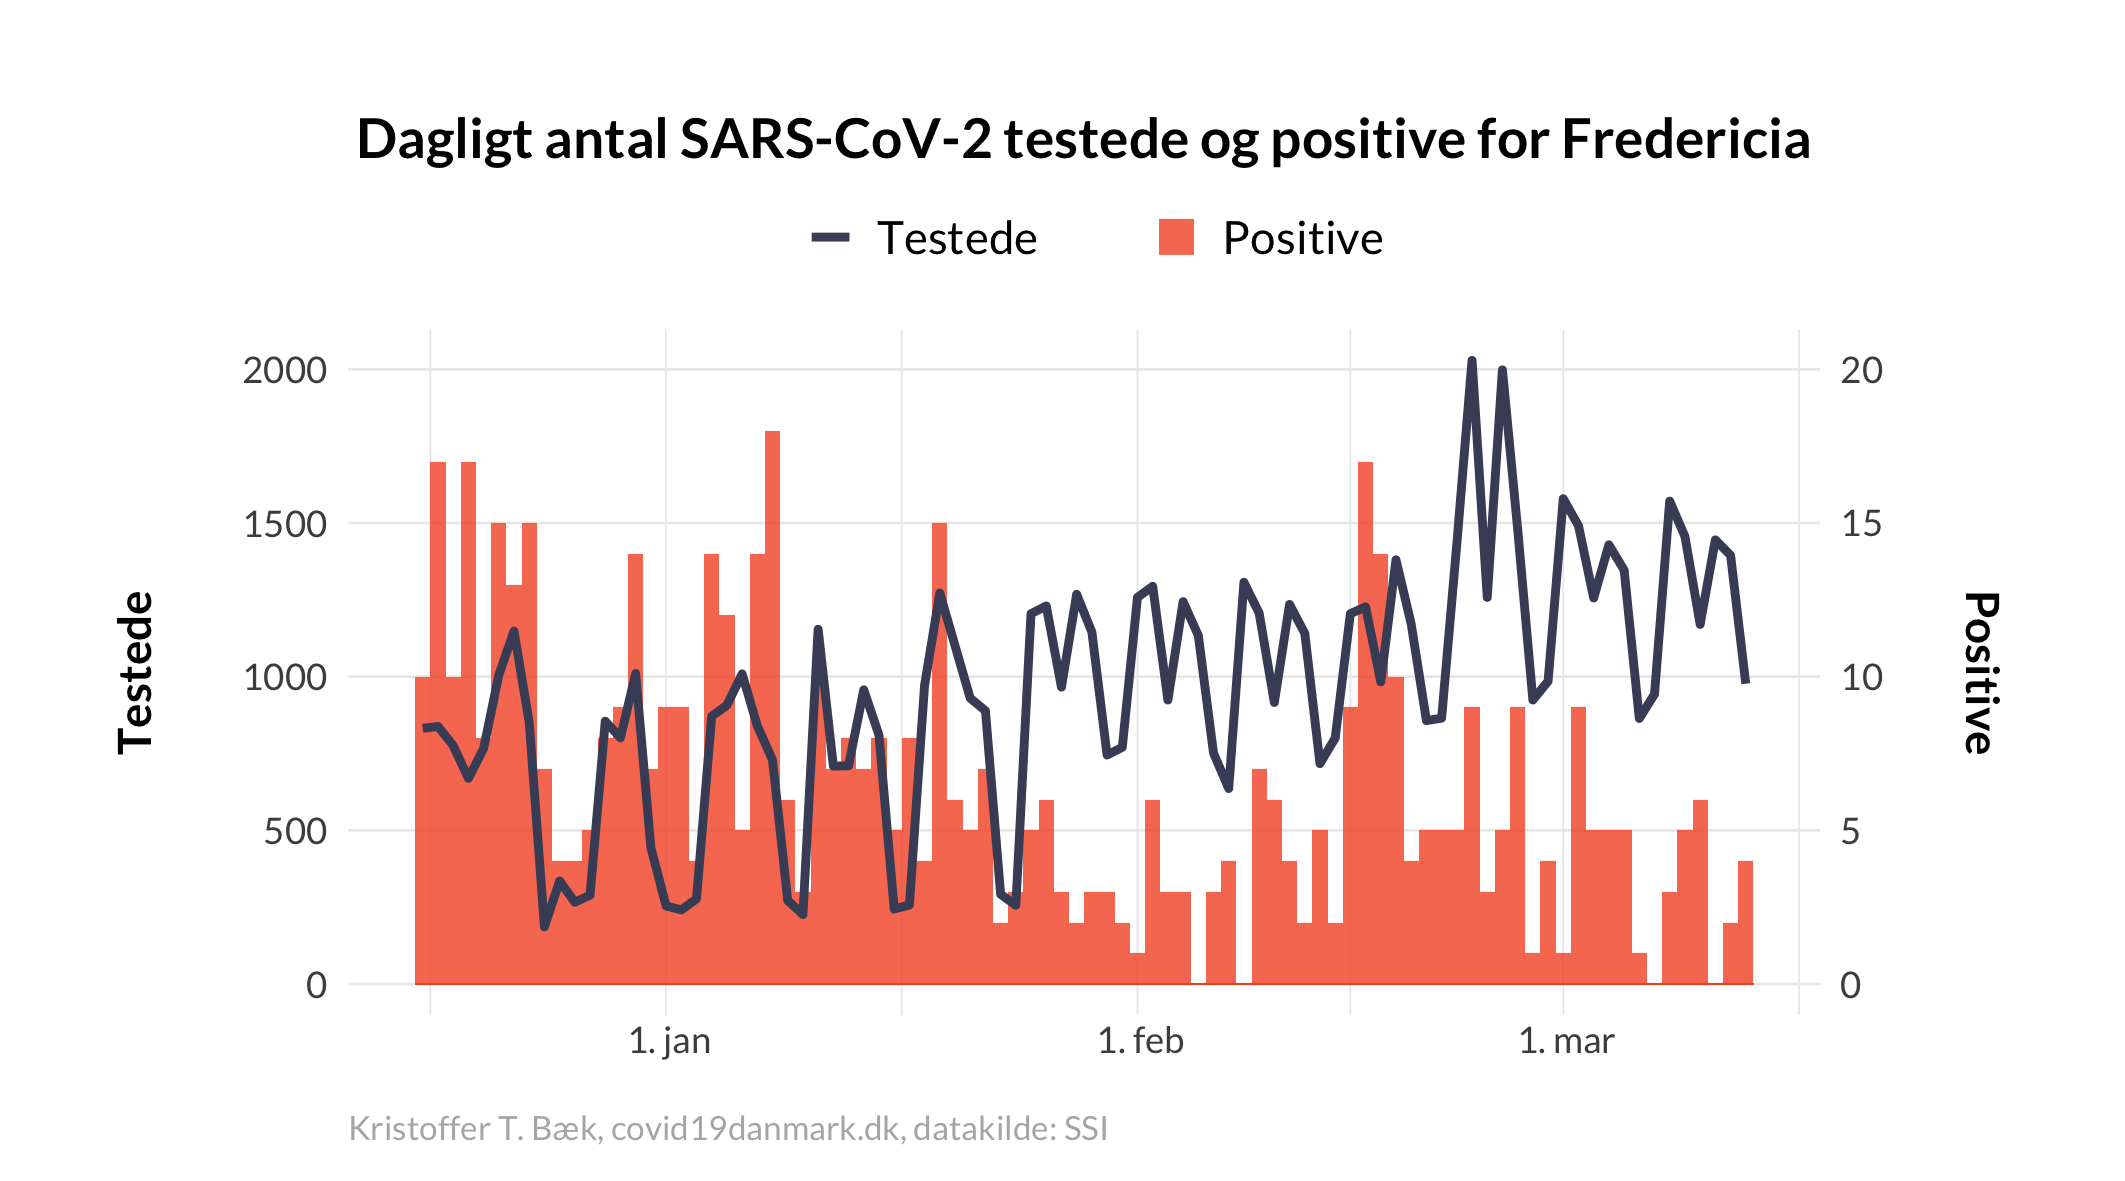 Dagligt antal SARS-CoV-2 testede og positive for Fredericia
Testede Positive
2000 20
1500 15
1000 10
500 5
0 0
Testede
Positive
1. jan 1. feb 1. mar
Kristoffer T. Bæk, covid19danmark.dk, datakilde: SSI